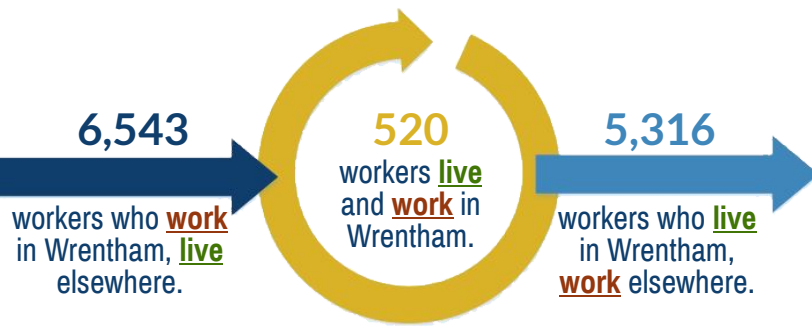 6,543
workers who work
in Wrentham, live
elsewhere.
520
workers live
and work in
Wrentham.
5,316
workers who live
in Wrentham,
work elsewhere.